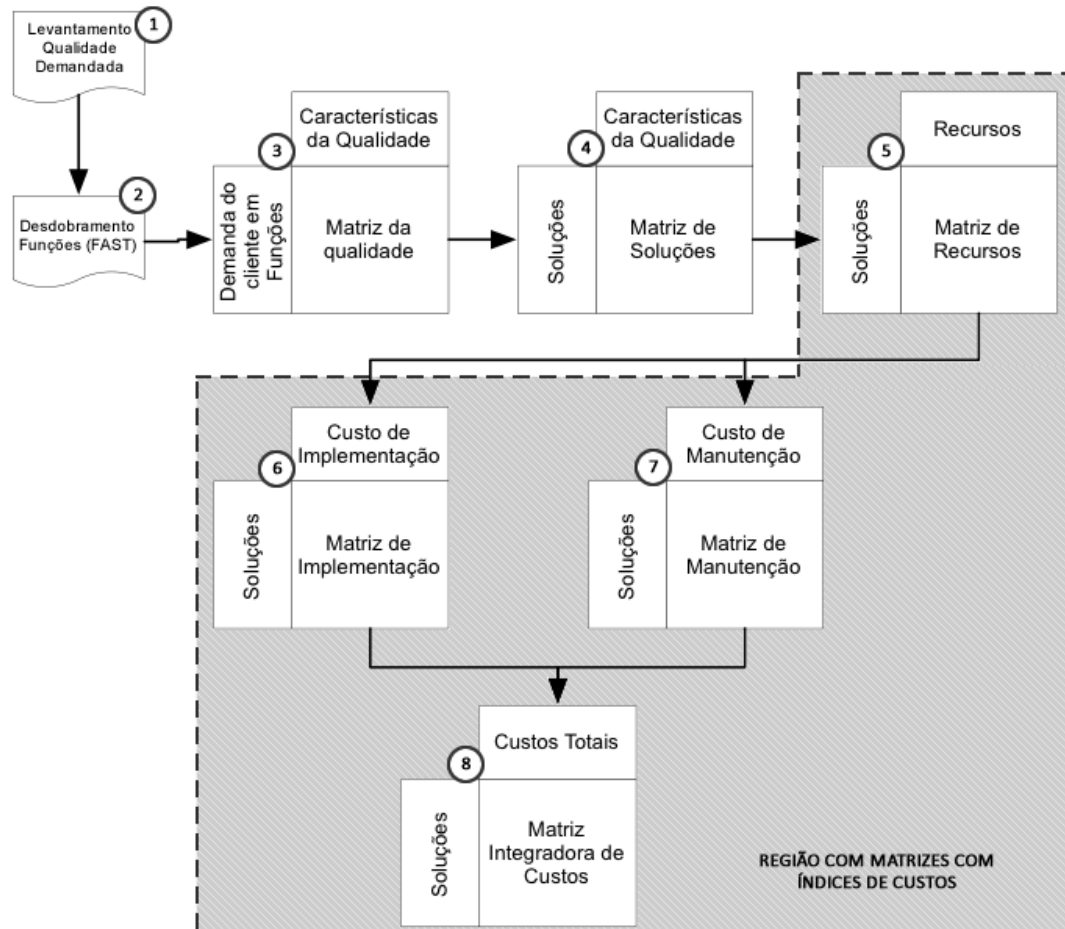 1
Levantamento
Qualidade
Demandada
2
Desdobramento
Funções (FAST)
3
Características
da Qualidade
Demanda do
cliente em
Funções
Matriz da
qualidade
4
Características
da Qualidade
Soluções
Matriz de
Soluções
5
Recursos
Soluções
Matriz de
Recursos
6
Custo de
Implementação
Soluções
Matriz de
Implementação
7
Custo de
Manutenção
Soluções
Matriz de
Manutenção
8
Custos Totais
Soluções
Matriz
Integradora de
Custos
REGIÃO COM MATRIZES COM
ÍNDICES DE CUSTOS